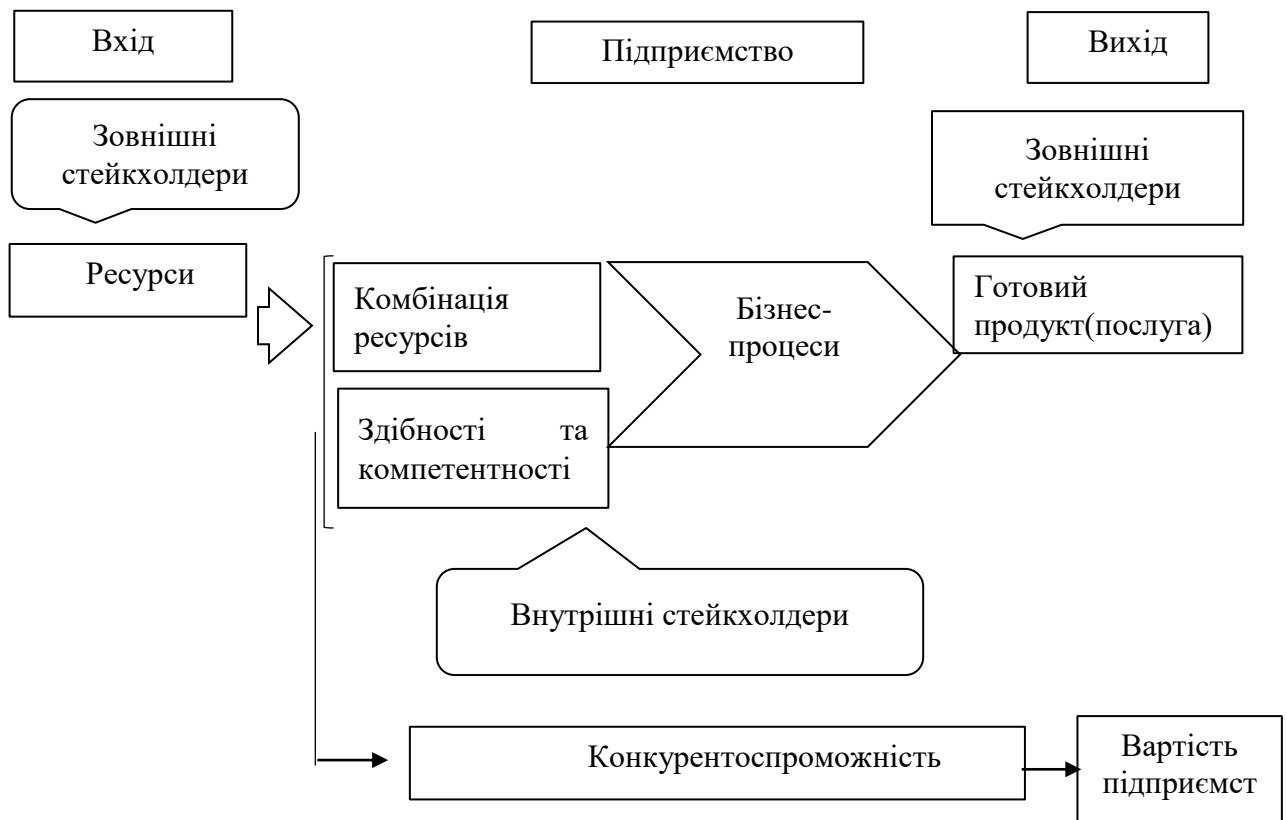 Вхід
Підприємство
Вихід
Зовнішні
стейкхолдери
Зовнішні
стейкхолдери
Ресурси
Комбінація
ресурсів
Бізнес-
процеси
Готовий
продукт(послуга)
Здібності та
компетентності
Внутрішні стейкхолдери
Конкурентоспроможність
Вартість
підприємст